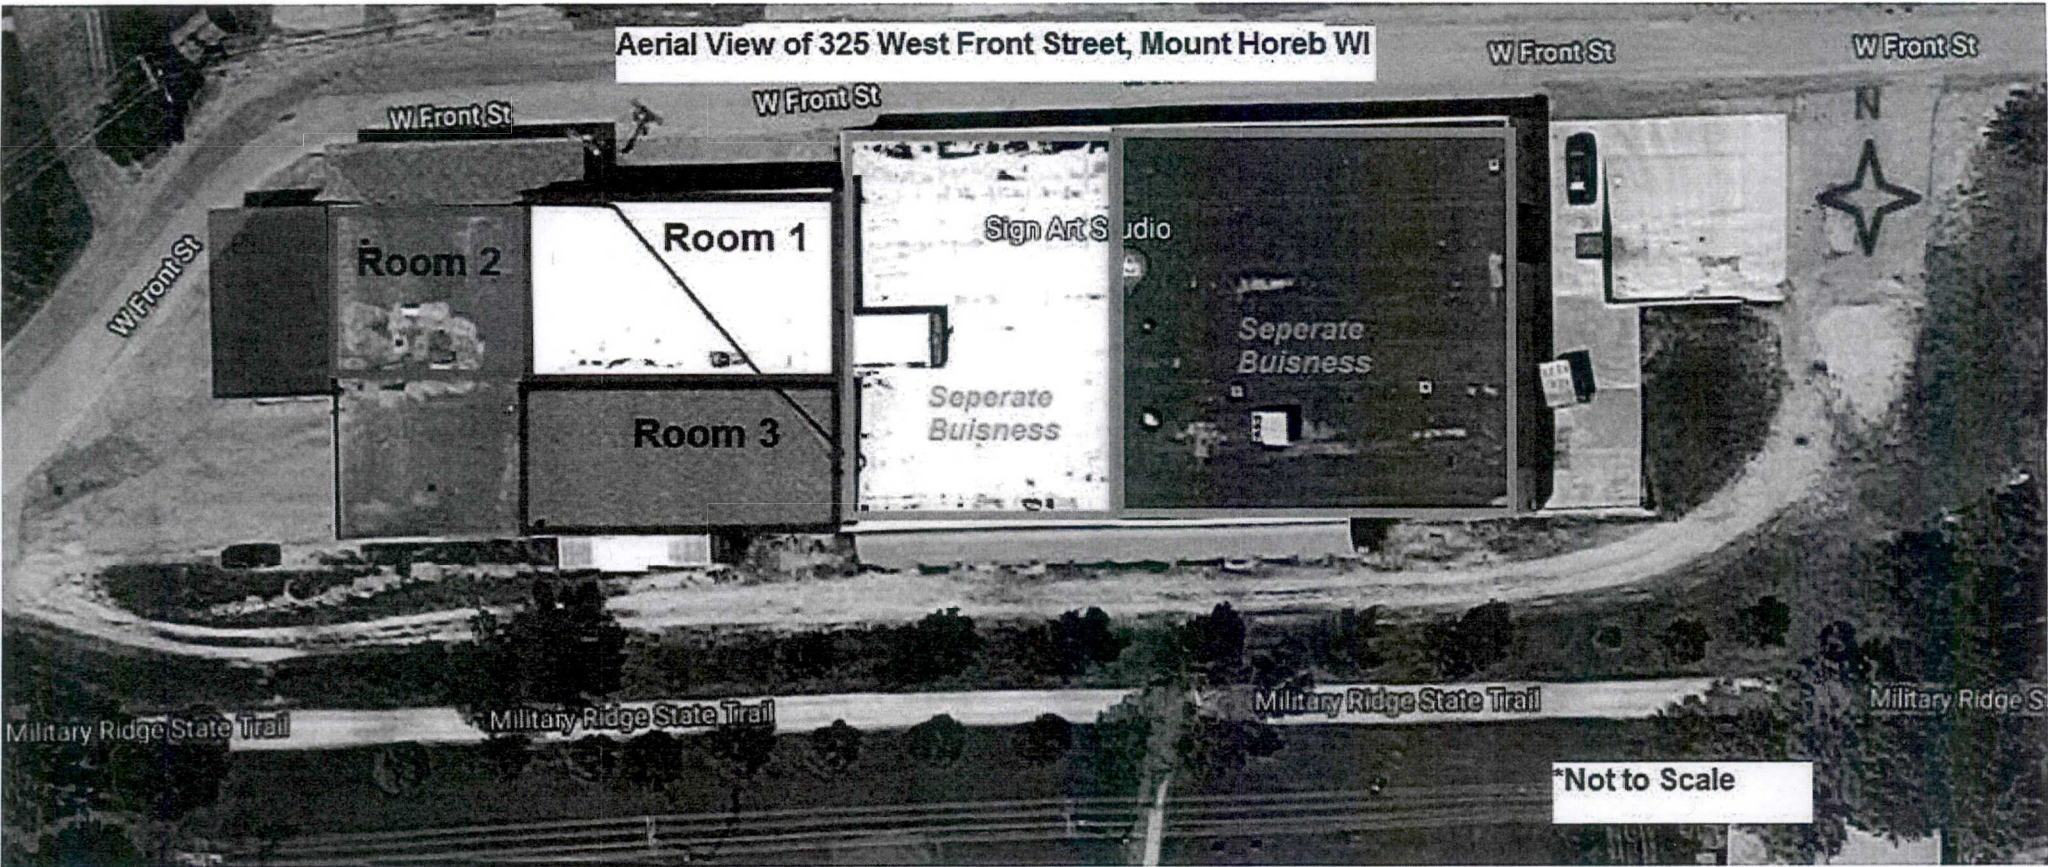 Aerial View of 325 West Front Street, Mount Horeb WI
W Front St
W Front St
W Front St
W Front St
N
W Front St
Room 1
Room 2
Sign Art Studio
Seperate
Buisness
Seperate
Buisness
Room 3
Military Ridge State Trail
Military Ridge State Trail
Military Ridge State Trail
Military Ridge S
*Not to Scale